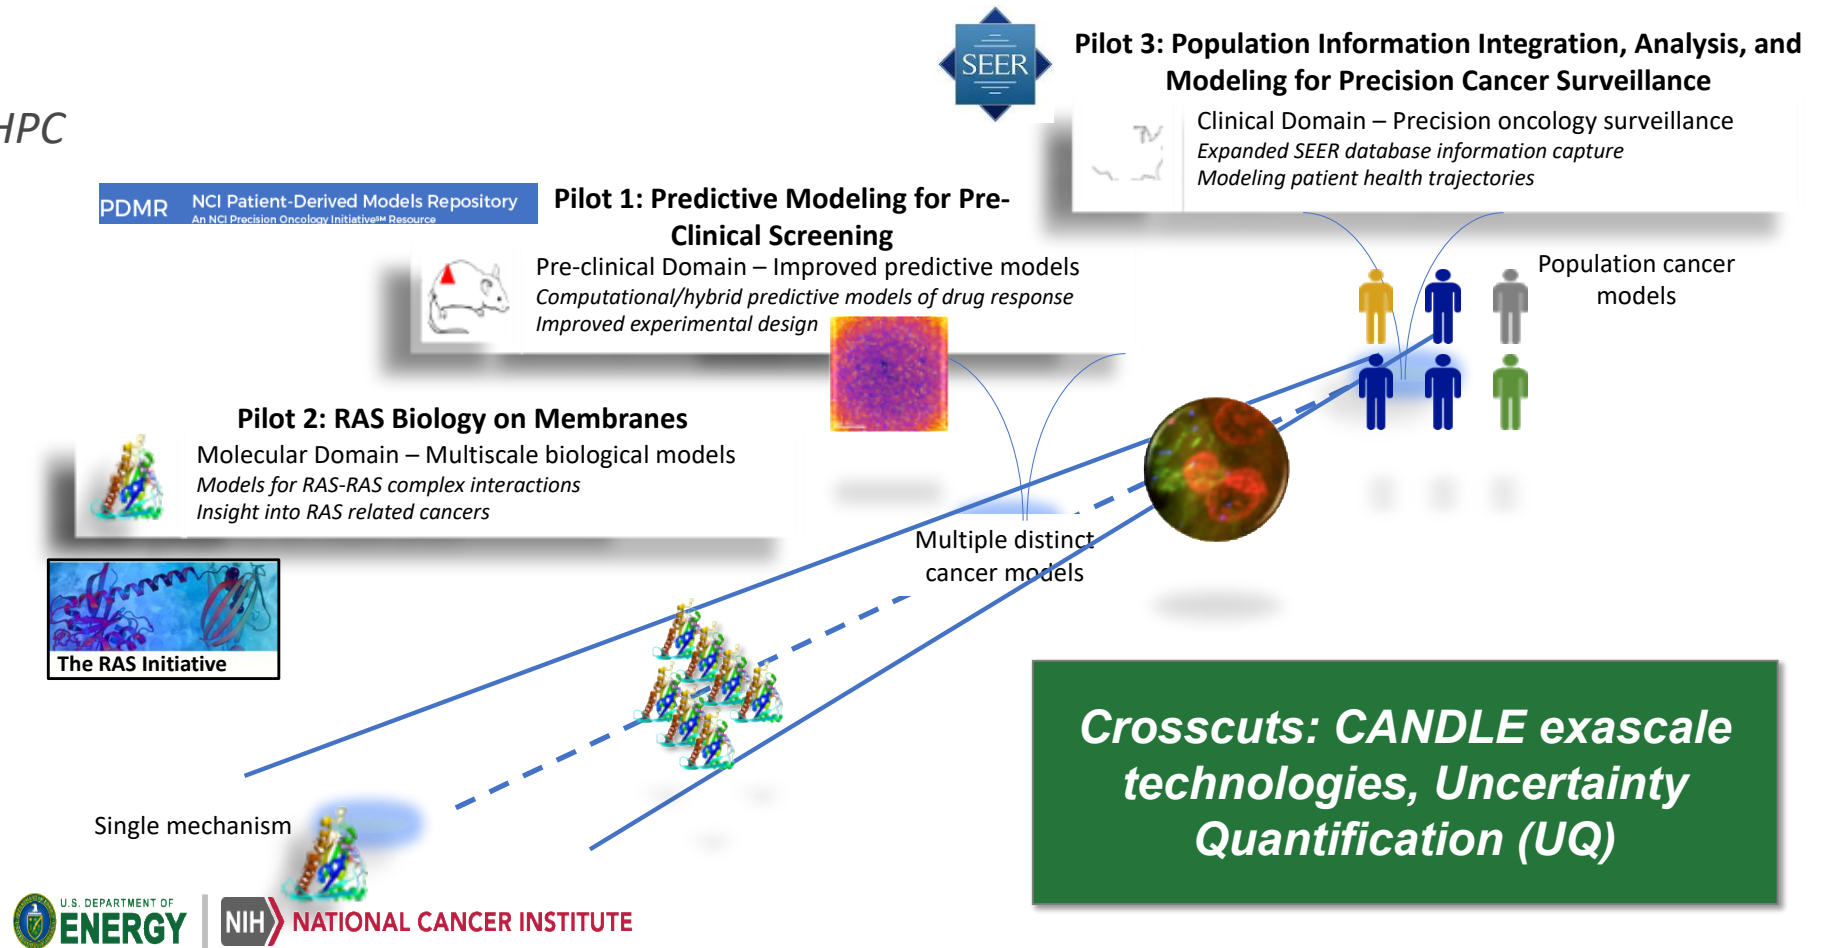 SEER
Pilot 3: Population Information Integration, Analysis, and
Modeling for Precision Cancer Surveillance
Clinical Domain – Precision oncology surveillance
Expanded SEER database information capture
Modeling patient health trajectories
HPC
PDMR
NCI Patient-Derived Models Repository
An NCI Precision Oncology Initiative℠ Resource
Pilot 1: Predictive Modeling for Pre-
Clinical Screening
Pre-clinical Domain – Improved predictive models
Computational/hybrid predictive models of drug response
Improved experimental design
Population cancer
models
Pilot 2: RAS Biology on Membranes
Molecular Domain – Multiscale biological models
Models for RAS-RAS complex interactions
Insight into RAS related cancers
The RAS Initiative
Multiple distinct
cancer models
Single mechanism
Crosscuts: CANDLE exascale
technologies, Uncertainty
Quantification (UQ)
U.S. DEPARTMENT OF
ENERGY
NIH
NATIONAL CANCER INSTITUTE